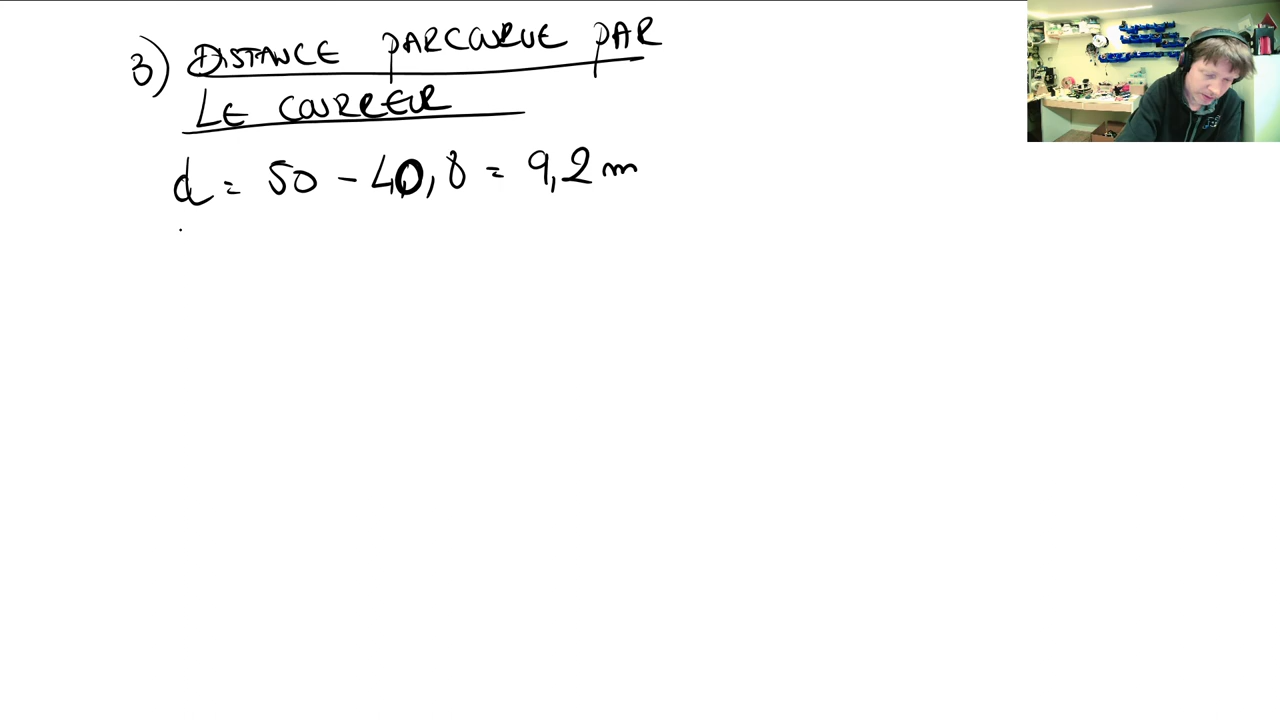 3) DISTANCE PARCOURUE PAR
LE COUREUR
d = 50 - 40,8 = 9,2 m